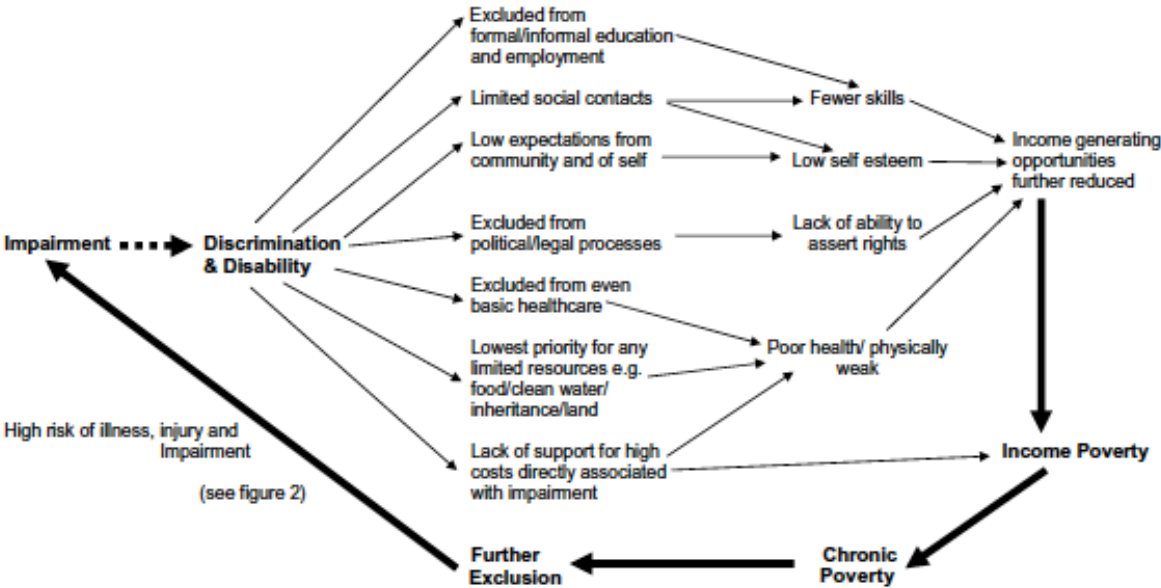 Excluded from
formal/informal education
and employment
Limited social contacts
Fewer skills
Low expectations from
community and of self
Low self esteem
Income generating
opportunities
further reduced
Impairment
Discrimination
& Disability
Excluded from
political/legal processes
Lack of ability to
assert rights
Excluded from even
basic healthcare
Lowest priority for any
limited resources e.g.
food/clean water/
inheritance/land
Poor health/ physically
weak
High risk of illness, injury and
Impairment
(see figure 2)
Lack of support for high
costs directly associated
with impairment
Income Poverty
Further
Exclusion
Chronic
Poverty